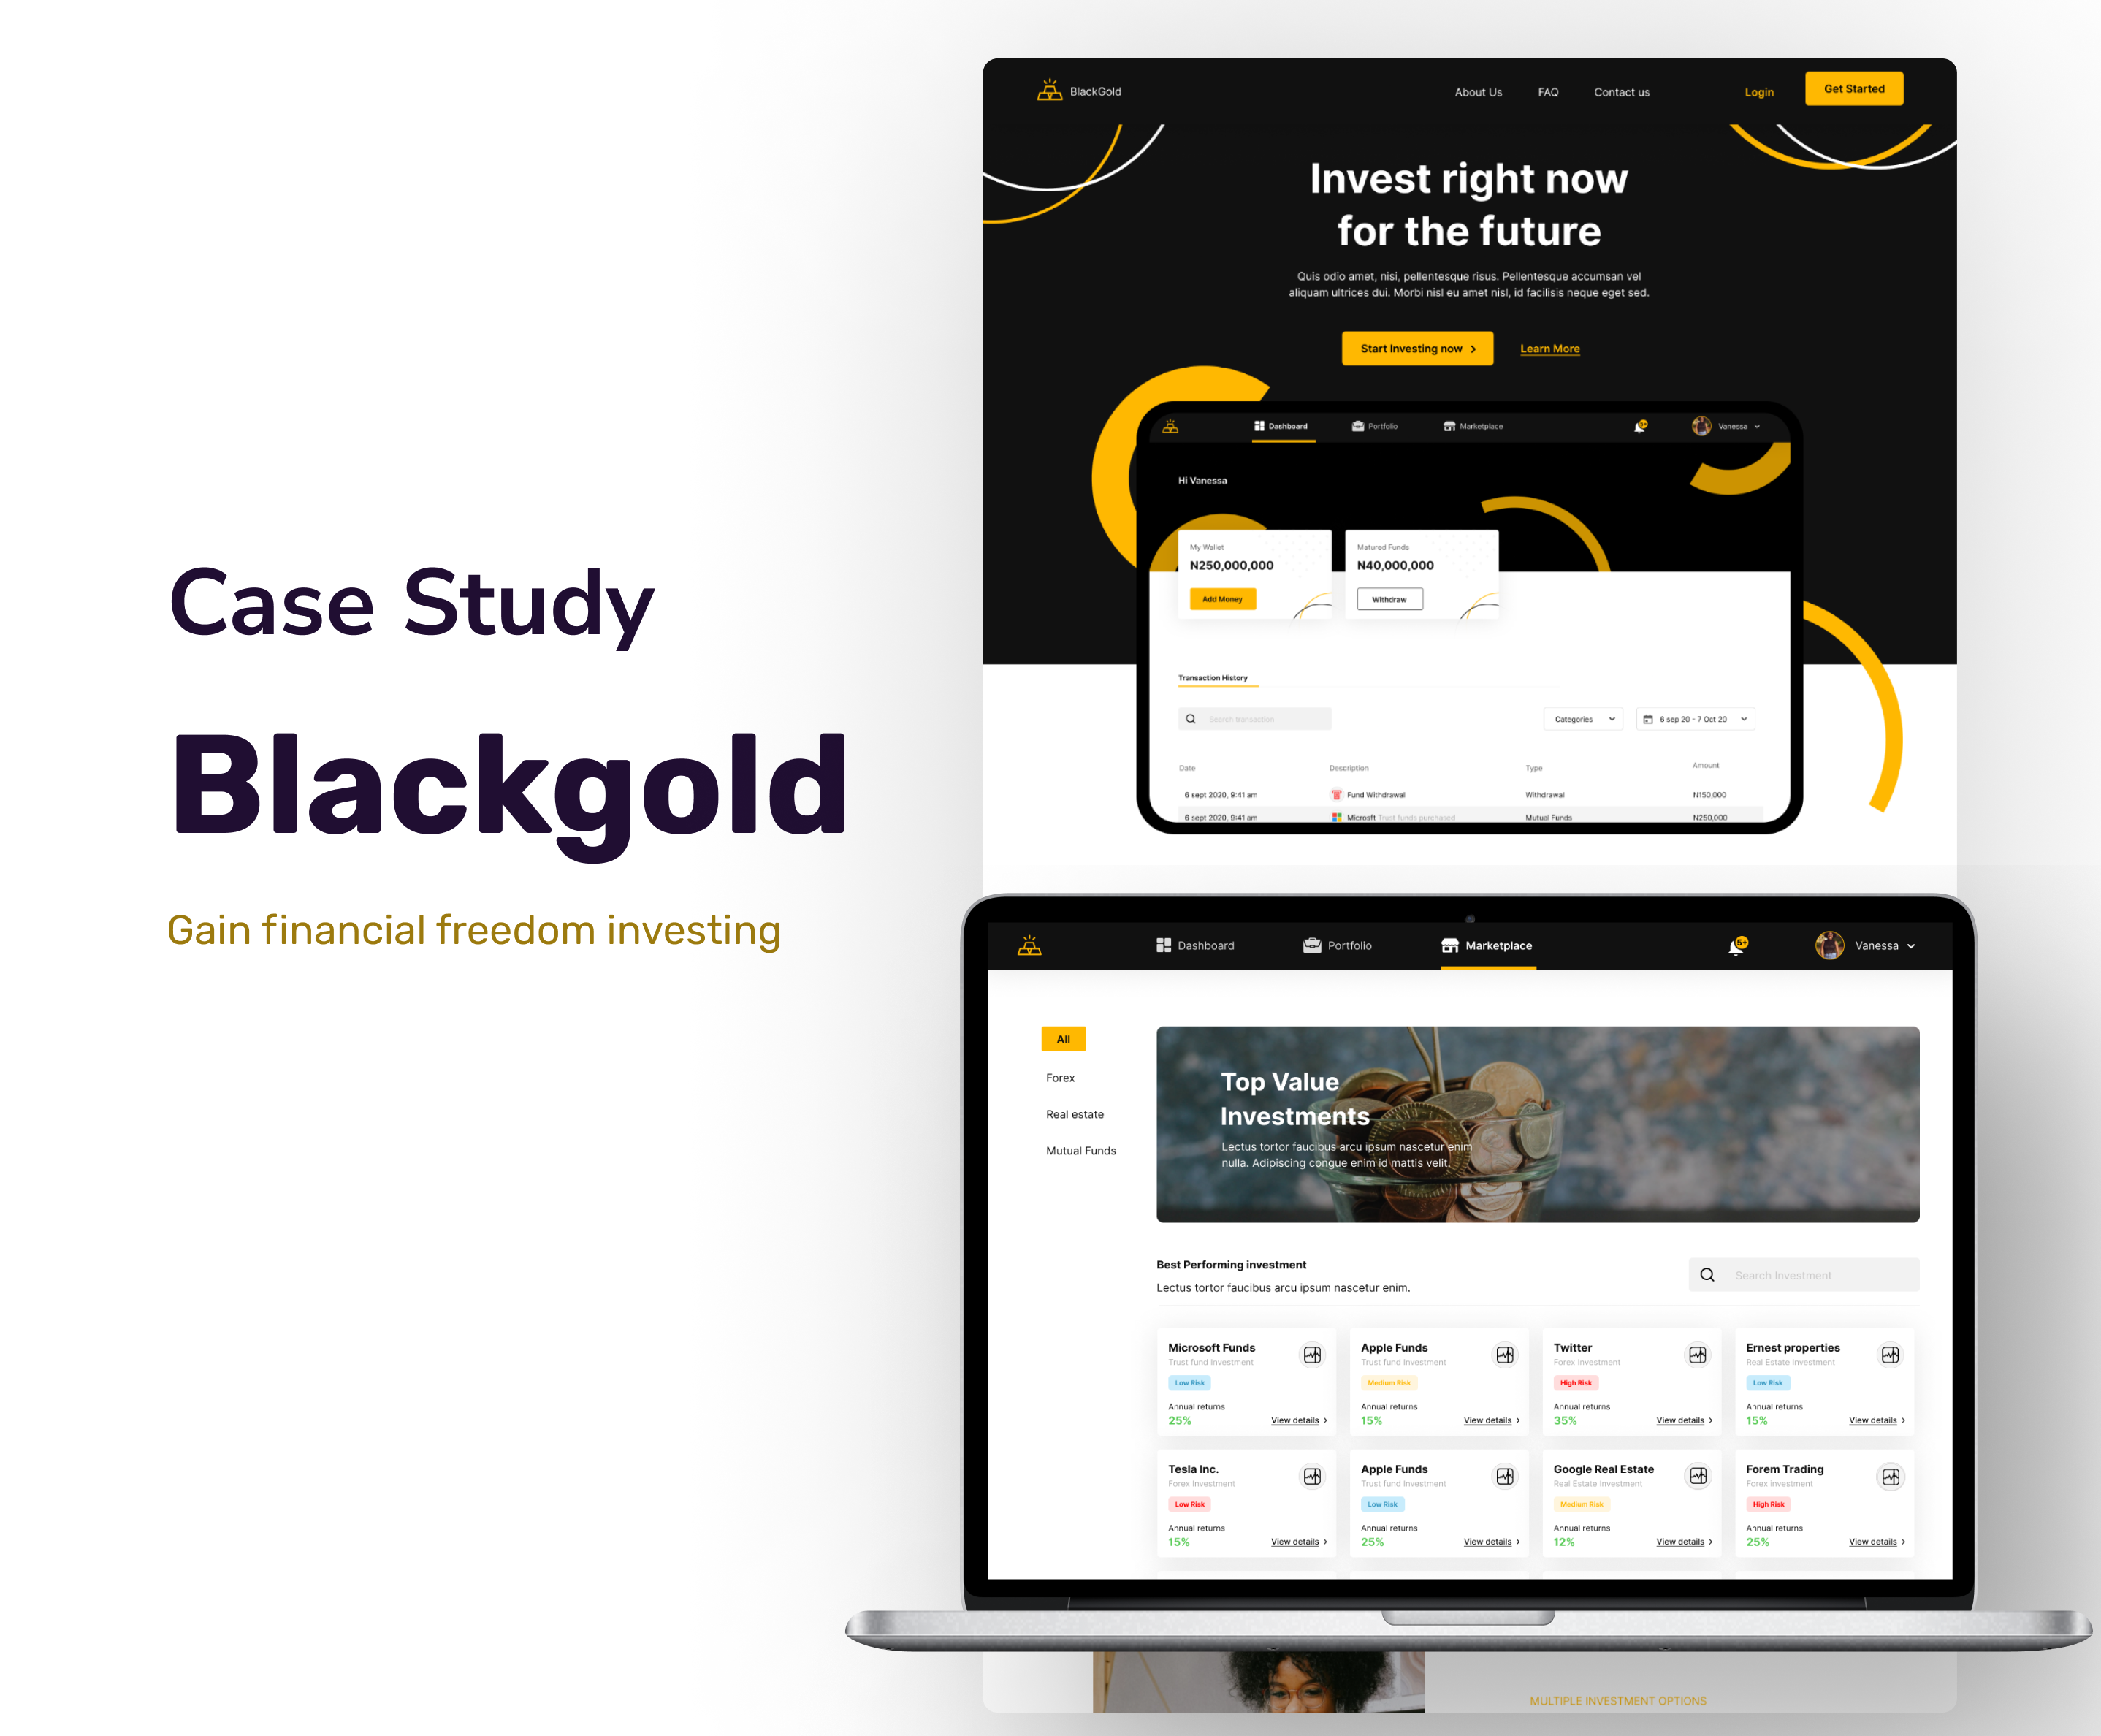 Case Study
Blackgold
Gain financial freedom investing
BlackGold
About Us
FAQ
Contact us
Login
Get Started
Invest right now
for the future
Quis odio amet, nisi, pellentesque risus. Pellentesque accumsan vel
aliquam ultrices dui. Morbi nisl eu amet nisl, id facilisis neque eget sed.
Start Investing now
Learn More
Dashboard
Portfolio
Marketplace
5+
Vanessa
Hi Vanessa
My Wallet
N250,000,000
Add Money
Matured Funds
N40,000,000
Withdraw
Transaction History
Search transaction
Categories
6 sep 20 - 7 Oct 20
Date
Description
Type
Amount
6 sept 2020, 9:41 am
Fund Withdrawal
Withdrawal
N150,000
6 sept 2020, 9:41 am
Microsft Trust funds purchased
Mutual Funds
N250,000
Dashboard
Portfolio
Marketplace
5+
Vanessa
All
Forex
Real estate
Mutual Funds
Top Value
Investments
Lectus tortor faucibus arcu ipsum nascetur enim
nulla. Adipiscing congue enim id mattis velit.
Best Performing investment
Lectus tortor faucibus arcu ipsum nascetur enim.
Search Investment
Microsoft Funds
Trust fund Investment
Low Risk
Annual returns
25%
View details
Apple Funds
Trust fund Investment
Medium Risk
Annual returns
15%
View details
Twitter
Forex Investment
High Risk
Annual returns
35%
View details
Ernest properties
Real Estate Investment
Low Risk
Annual returns
15%
View details
Tesla Inc.
Forex Investment
Low Risk
Annual returns
15%
View details
Apple Funds
Trust fund Investment
Low Risk
Annual returns
25%
View details
Google Real Estate
Real Estate Investment
Medium Risk
Annual returns
12%
View details
Forem Trading
Forex Investment
High Risk
Annual returns
25%
View details
MULTIPLE INVESTMENT OPTIONS